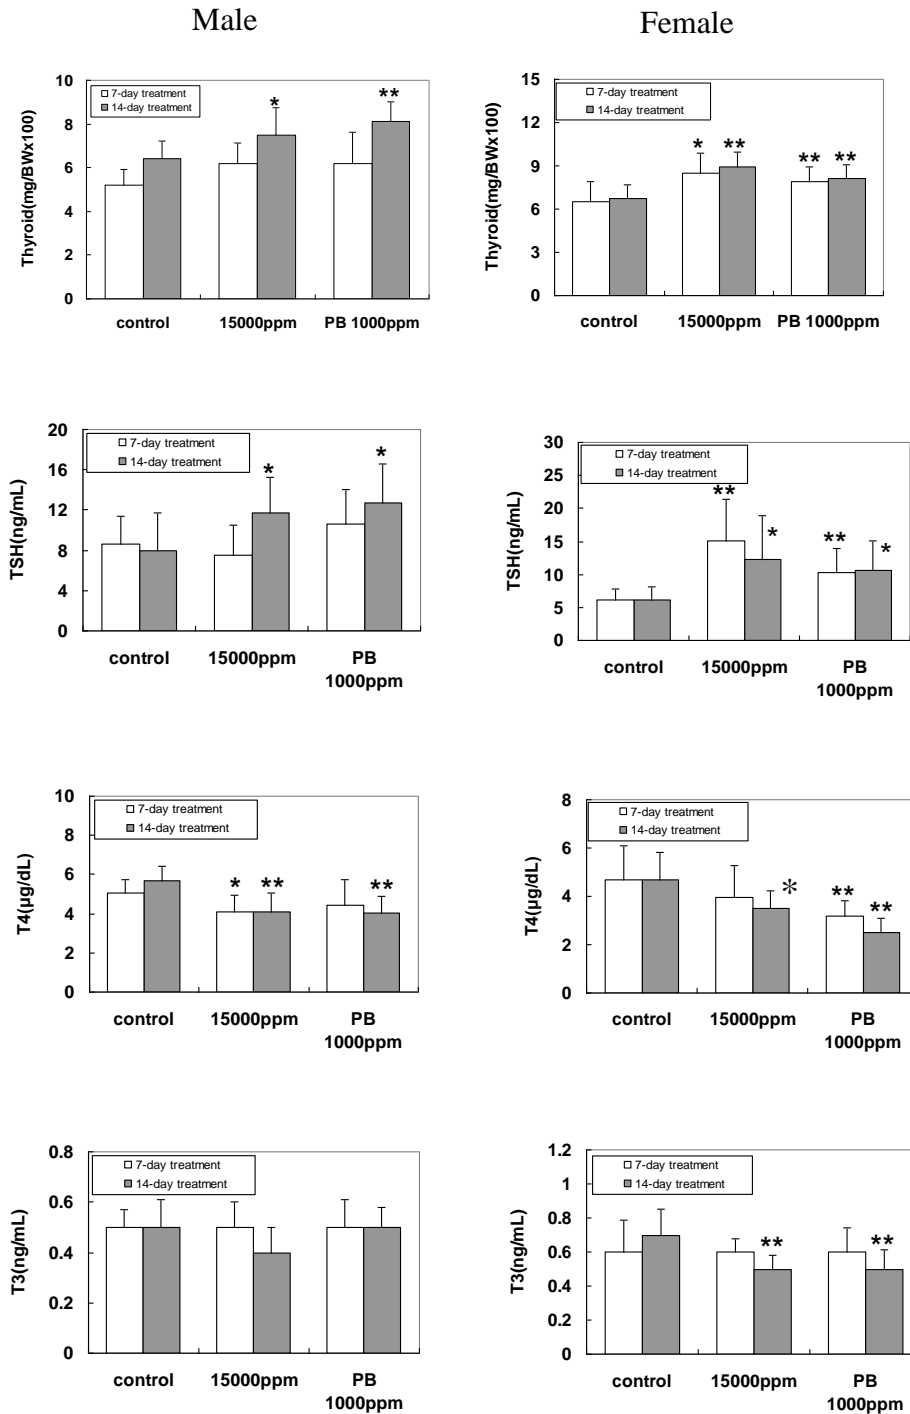 Male
Female
10
8
6
4
2
0
Thyroid(mg/BWx100)
7-day treatment
14-day treatment
*
**
control
15000ppm
PB 1000ppm
15
12
9
6
3
0
Thyroid(mg/BWx100)
7-day treatment
14-day treatment
* **
** **
control
15000ppm
PB 1000ppm
20
16
12
8
4
0
TSH(ng/mL)
7-day treatment
14-day treatment
*
*
control
15000ppm
PB
1000ppm
30
25
20
15
10
5
0
TSH(ng/mL)
7-day treatment
14-day treatment
**
*
**
*
control
15000ppm
PB
1000ppm
10
8
6
4
2
0
T4(µg/dL)
7-day treatment
14-day treatment
* **
**
control
15000ppm
PB
1000ppm
8
6
4
2
0
T4(µg/dL)
7-day treatment
14-day treatment
*
**
**
control
15000ppm
PB
1000ppm
0.8
0.6
0.4
0.2
0
T3(ng/mL)
7-day treatment
14-day treatment
control
15000ppm
PB
1000ppm
1.2
1
0.8
0.6
0.4
0.2
0
T3(ng/mL)
7-day treatment
14-day treatment
**
**
control
15000ppm
PB
1000ppm